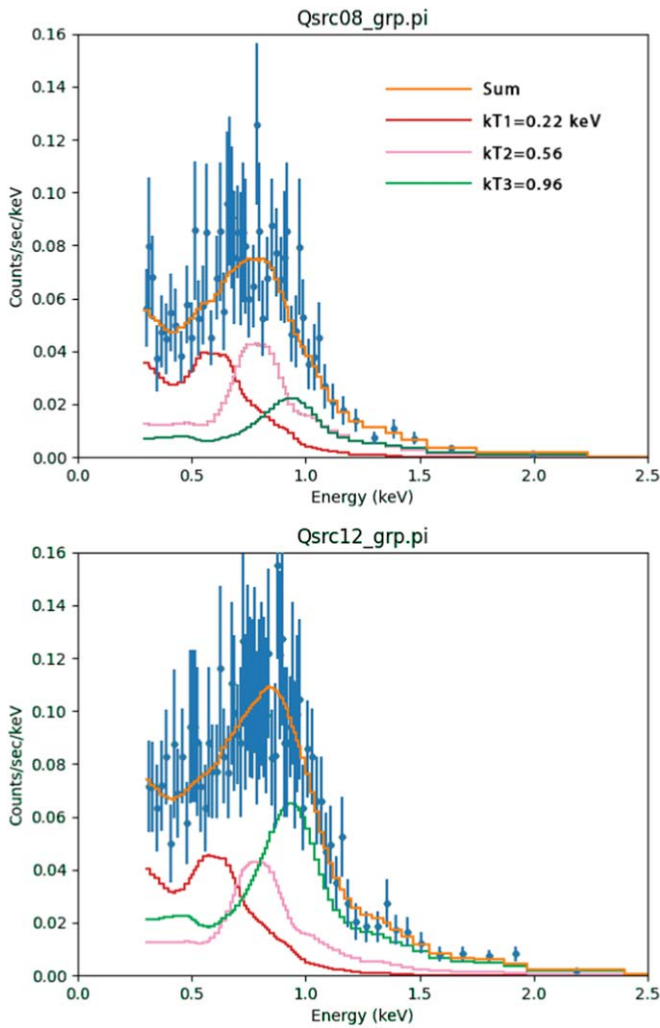 Qsrc08_grp.pi
0.16
0.14
0.12
0.10
0.08
0.06
0.04
0.02
0.00
Counts/sec/keV
Sum
kT1=0.22 keV
kT2=0.56
kT3=0.96
0.0 0.5 1.0 1.5 2.0 2.5
Energy (keV)
Qsrc12_grp.pi
0.16
0.14
0.12
0.10
0.08
0.06
0.04
0.02
0.00
Counts/sec/keV
0.0 0.5 1.0 1.5 2.0 2.5
Energy (keV)